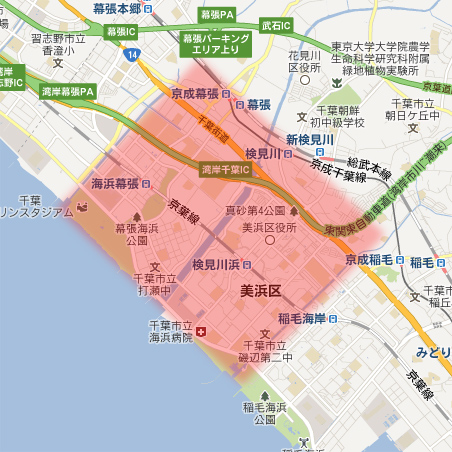 幕張本郷
幕張PA
武石IC
幕張IC
幕張パーキング
エリア上り
習志野市立
香澄小
花見川
区役所
東京大学大学院農学
生命科学研究科附属
緑地植物実験所
14
湾岸
志野IC
湾岸幕張PA
京成幕張
幕張
千葉街道
千葉朝鮮
初中級学校
千葉市立
朝日ケ丘中
新検見川
検見川
総武本線
京成千葉線
湾岸千葉IC
海浜幕張
京葉線
千葉
リンスタジアム
幕張海浜
公園
真砂第4公園
美浜区役所
東関東自動車道(湾岸市川-潮来)
検見川浜
京成稲毛
稲毛
千葉市立
打瀬中
美浜区
稲丘
稲毛海岸
千葉市立
海浜病院
千葉市立
磯辺第二中
みどり
京葉線
稲毛海浜
公園
稲毛海浜